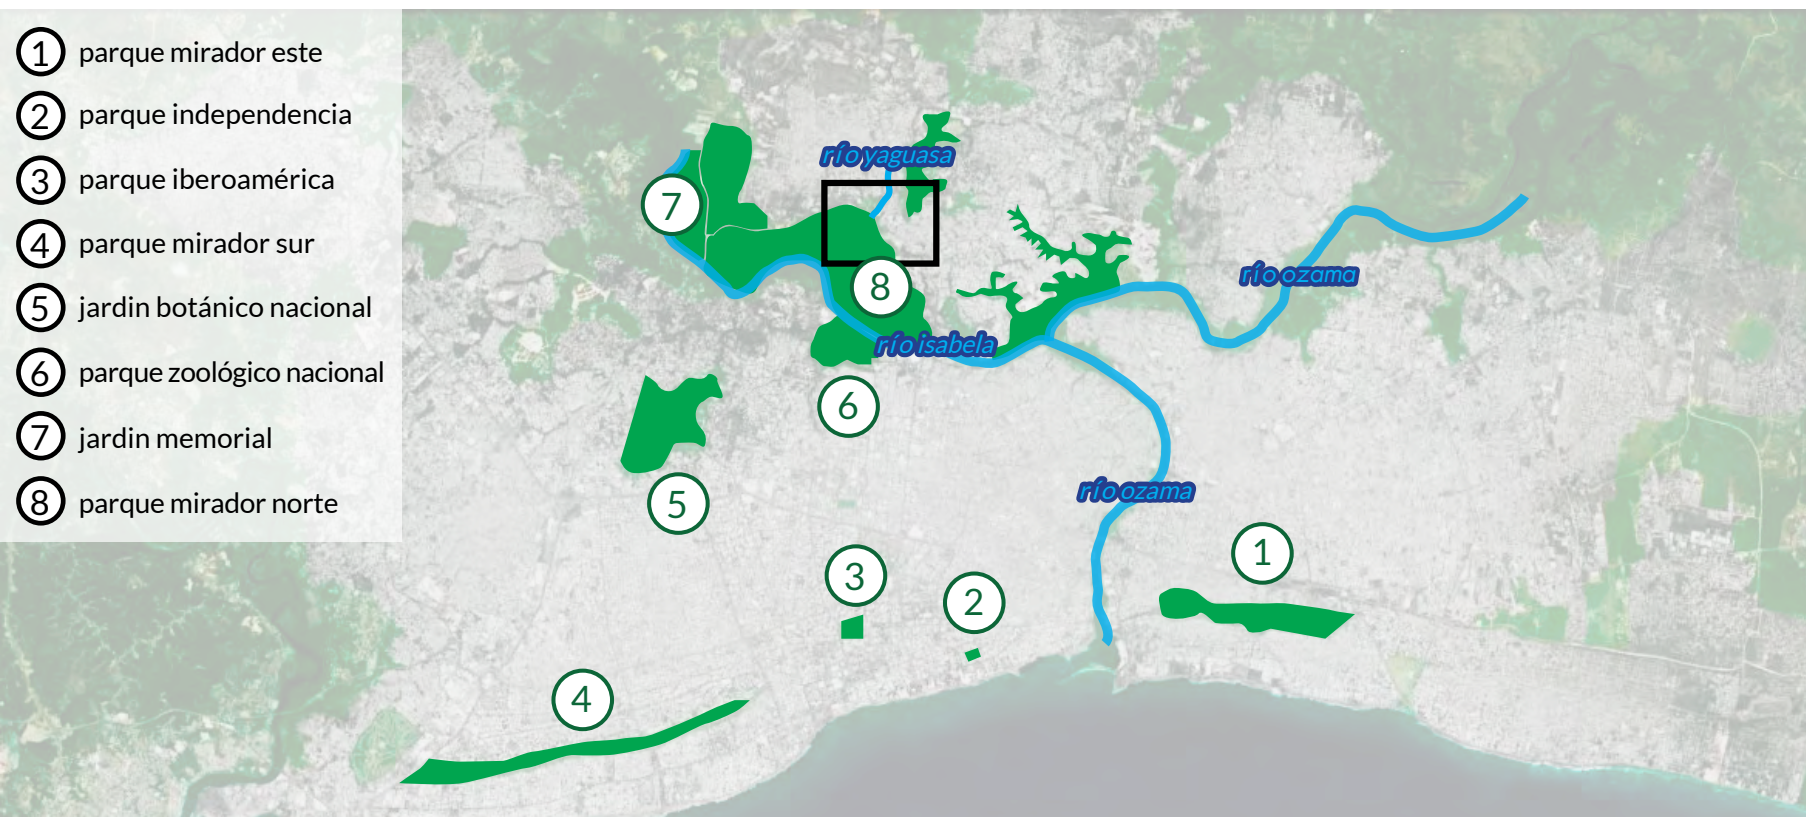 1 parque mirador este
2 parque independencia
3 parque iberoamérica
4 parque mirador sur
5 jardin botánico nacional
6 parque zoológico nacional
7 jardin memorial
8 parque mirador norte
río yaguasa
7
río ozama
8
río isabela
6
5
río ozama
1
3
2
4